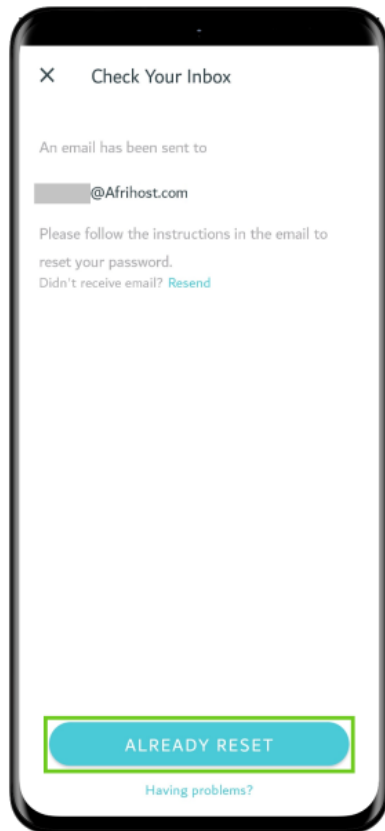 Check Your Inbox
An email has been sent to
@Afrihost.com
Please follow the instructions in the email to
reset your password.
Didn't receive email? Resend
ALREADY RESET
Having problems?